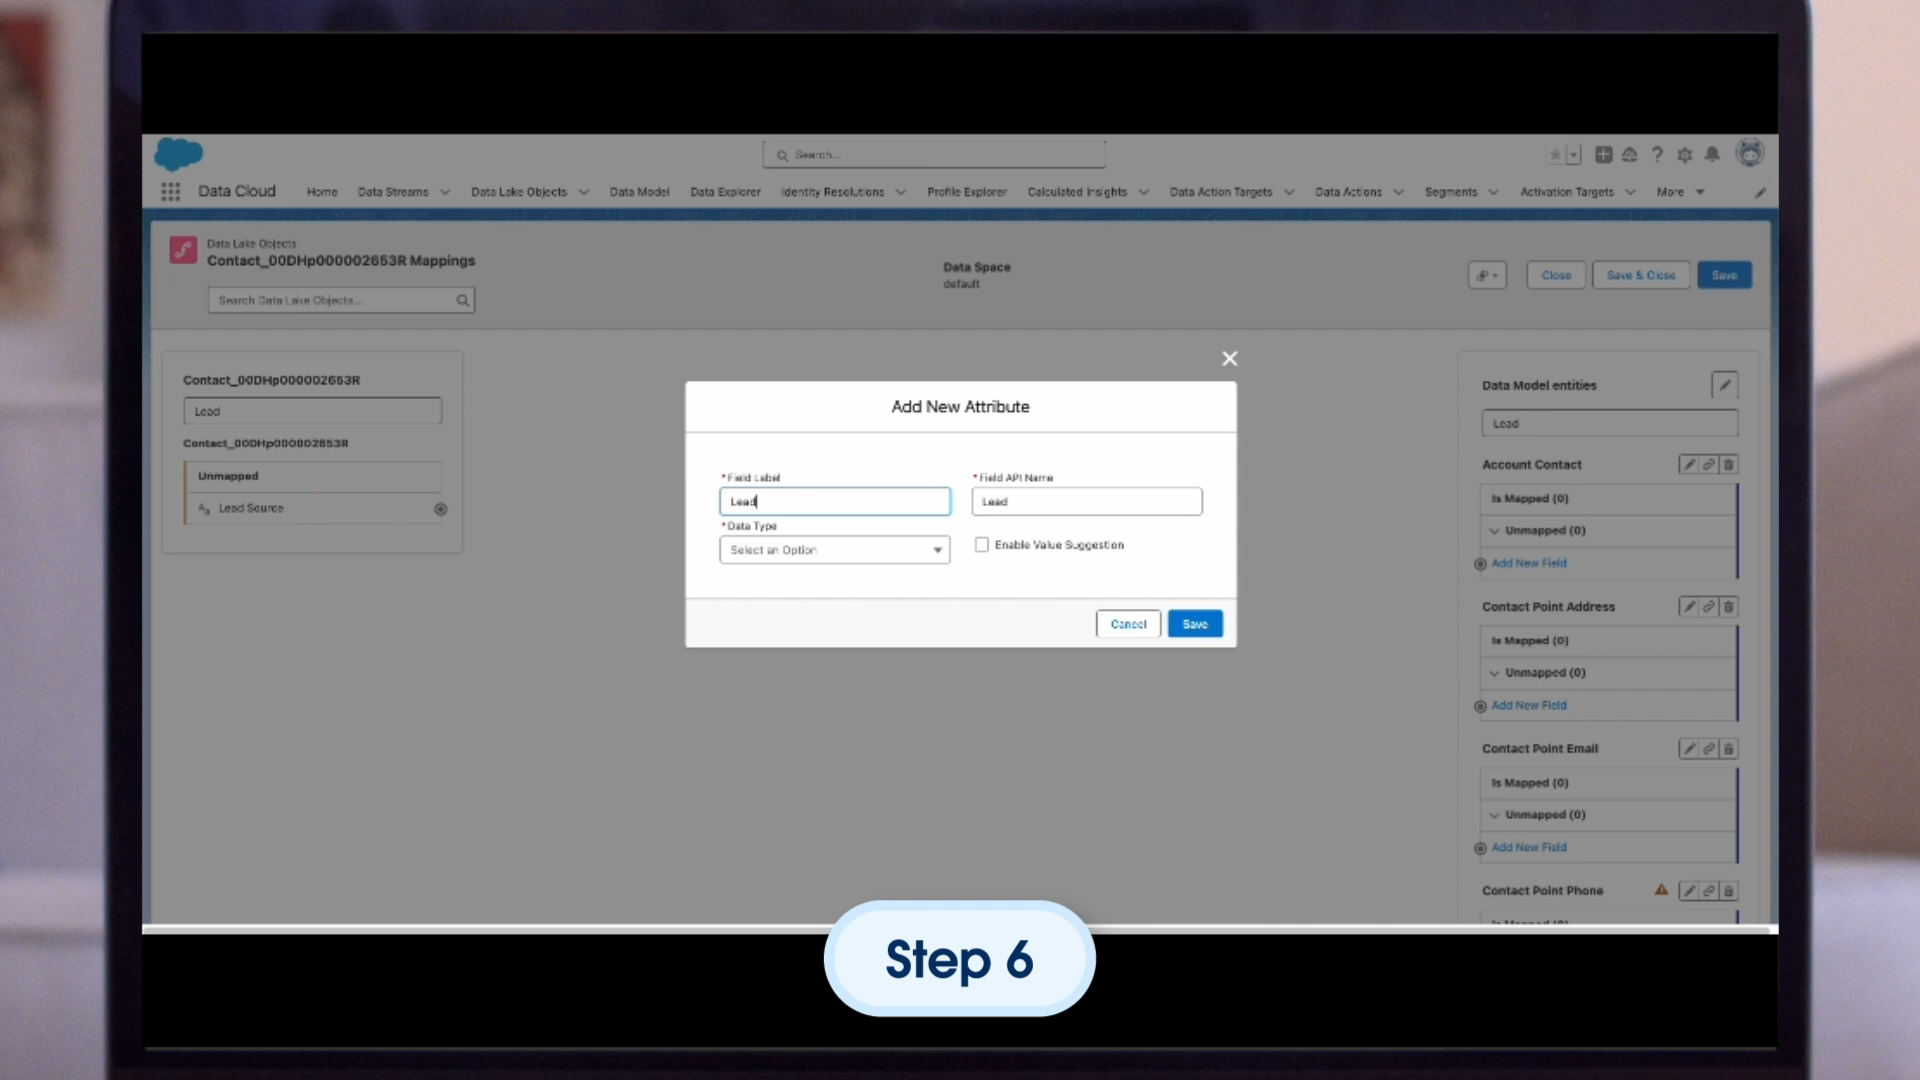 Search...
Data Cloud Home Data Streams Data Lake Objects Data Model Data Explorer Identity Resolutions Profile Explorer Calculated Insights Data Action Targets Data Actions Segments Activation Targets More
Data Lake Objects
Contact_00DHp000002653R Mappings
Search Data Lake Objects...
Data Space
default
Close
Save & Close
Save
Contact_00DHp000002653R
Lead
Contact_00DHp000002653R
Unmapped
Lead Source
Add New Attribute
* Field Label
Lead
* Field API Name
Lead
* Data Type
Select an Option
Enable Value Suggestion
Cancel
Save
Data Model entities
Lead
Account Contact
Is Mapped (0)
Unmapped (0)
Add New Field
Contact Point Address
Is Mapped (0)
Unmapped (0)
Add New Field
Contact Point Email
Is Mapped (0)
Unmapped (0)
Add New Field
Contact Point Phone
Step 6